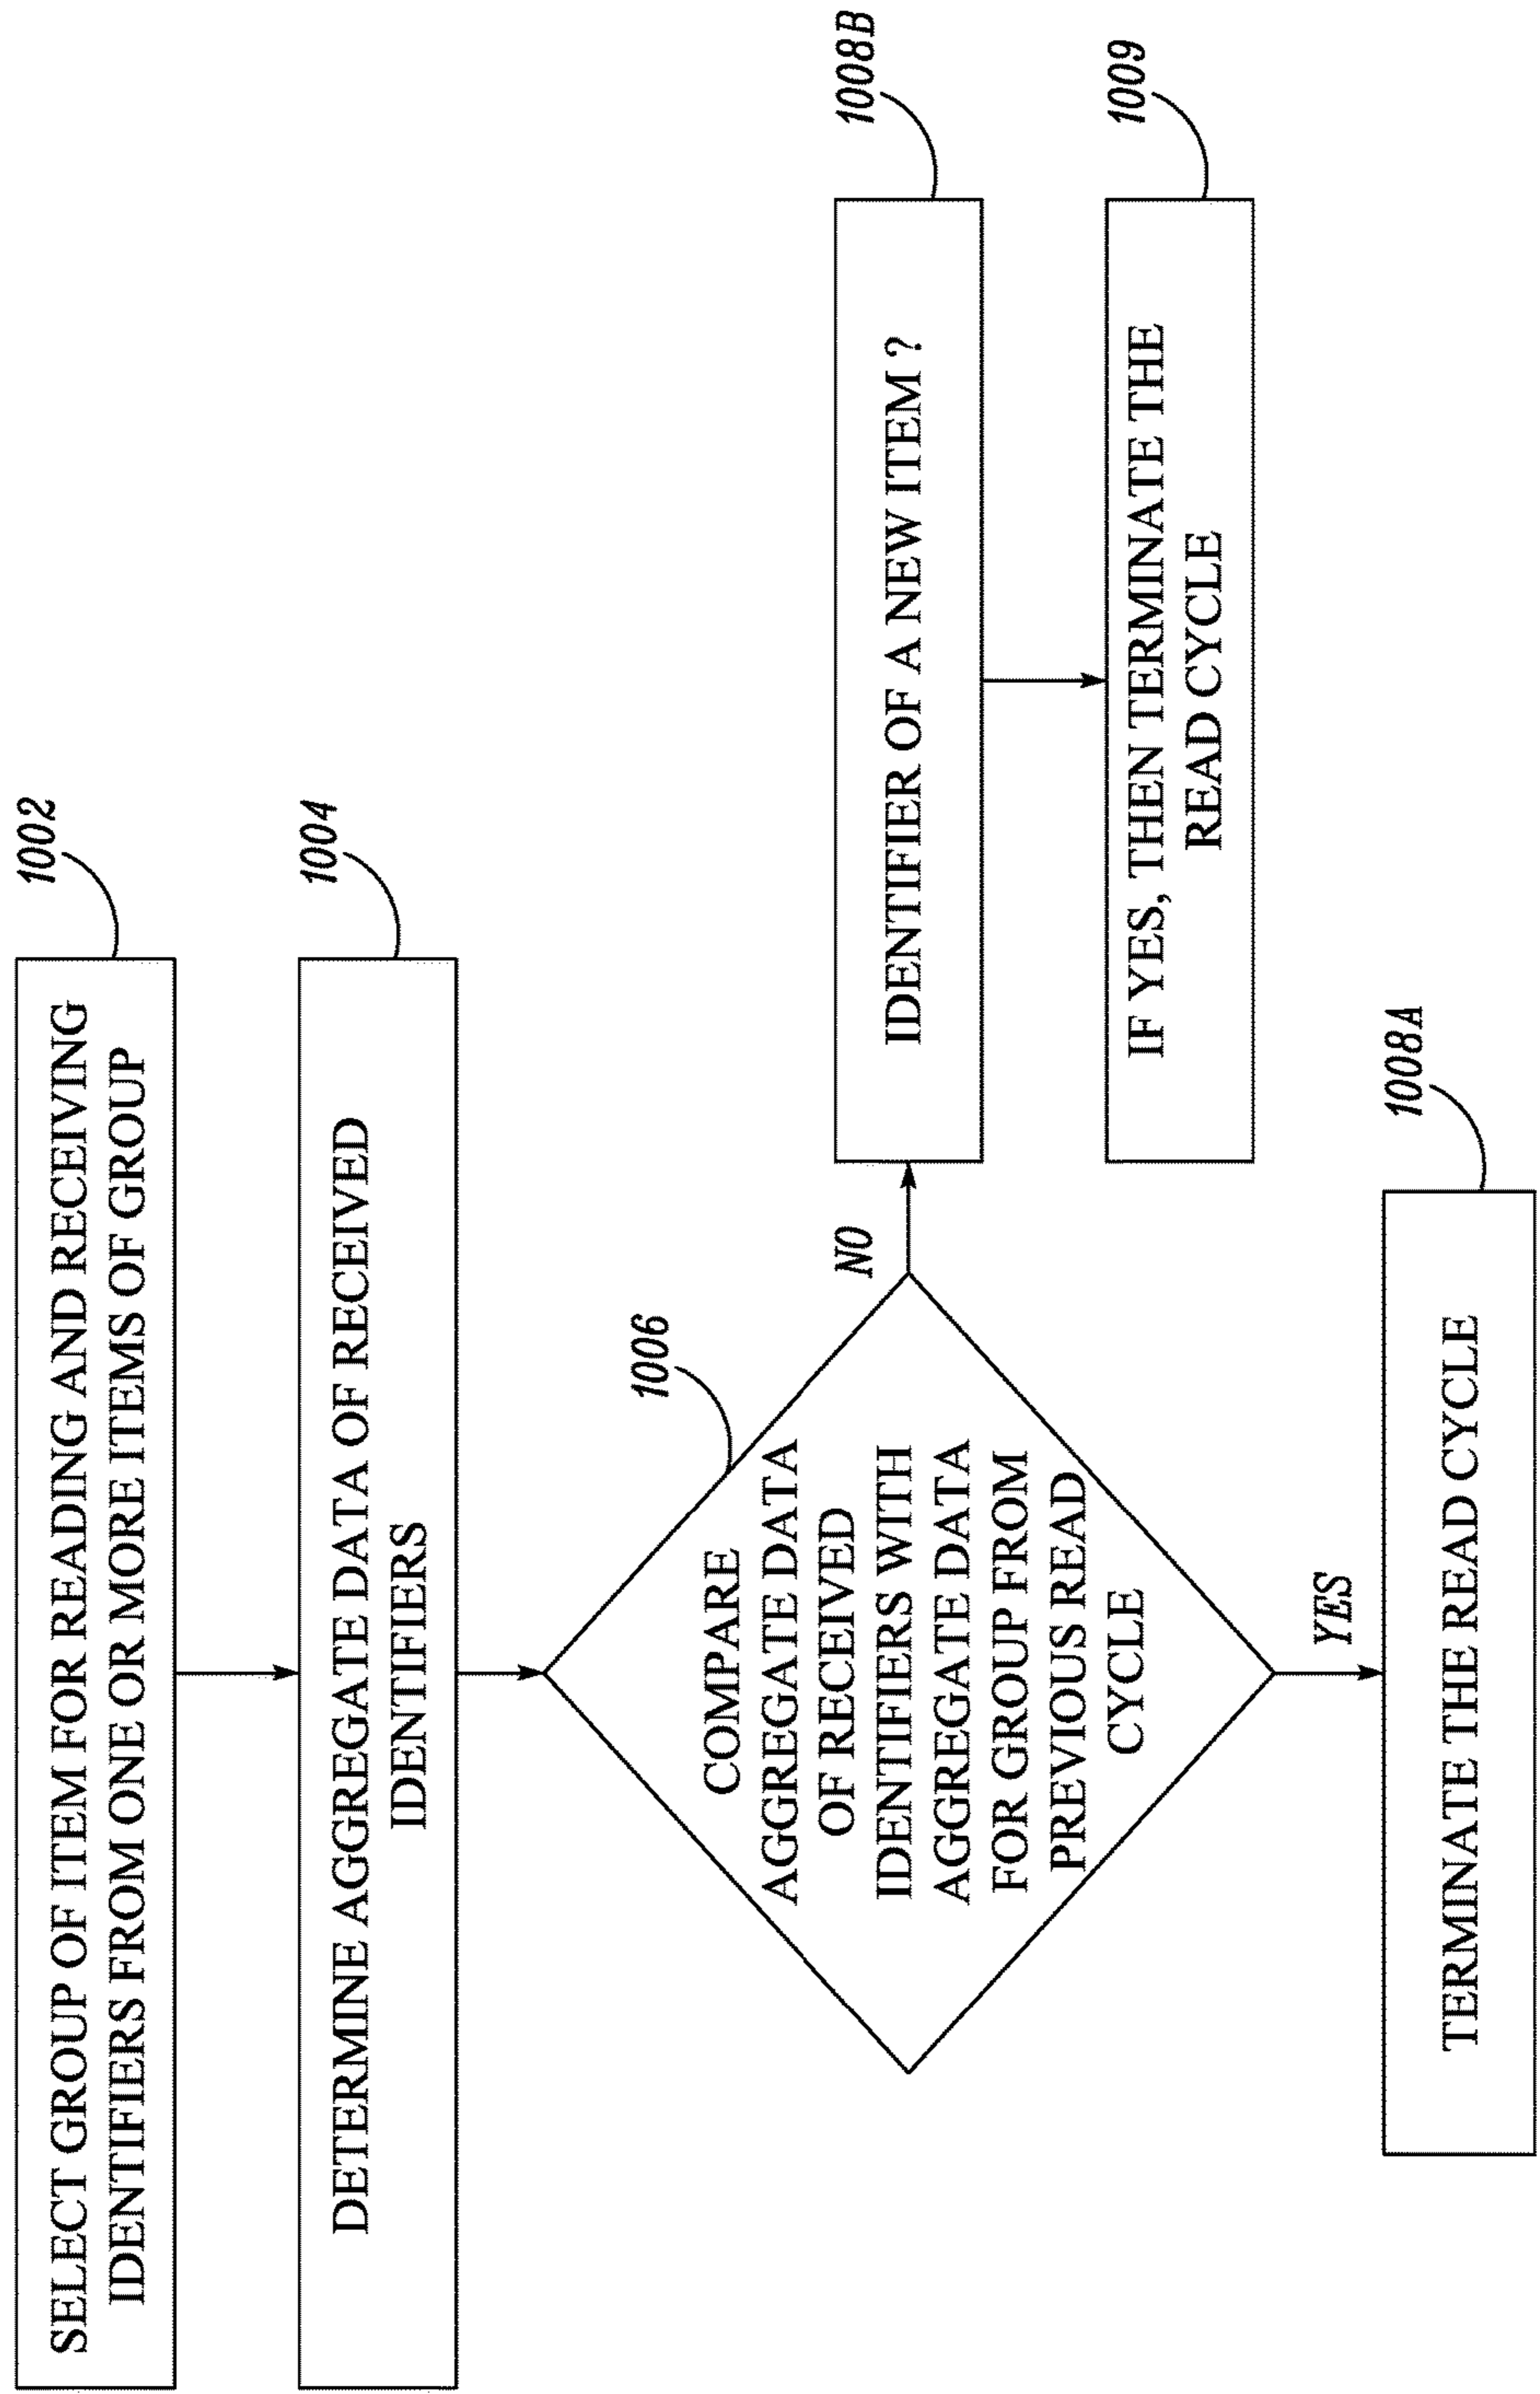 1002
SELECT GROUP OF ITEM FOR READING AND RECEIVING
IDENTIFIERS FROM ONE OR MORE ITEMS OF GROUP
1004
DETERMINE AGGREGATE DATA OF RECEIVED
IDENTIFIERS
1006
COMPARE
AGGREGATE DATA
OF RECEIVED
IDENTIFIERS WITH
AGGREGATE DATA
FOR GROUP FROM
PREVIOUS READ
CYCLE
NO
1008B
IDENTIFIER OF A NEW ITEM ?
1009
IF YES, THEN TERMINATE THE
READ CYCLE
YES
1008A
TERMINATE THE READ CYCLE